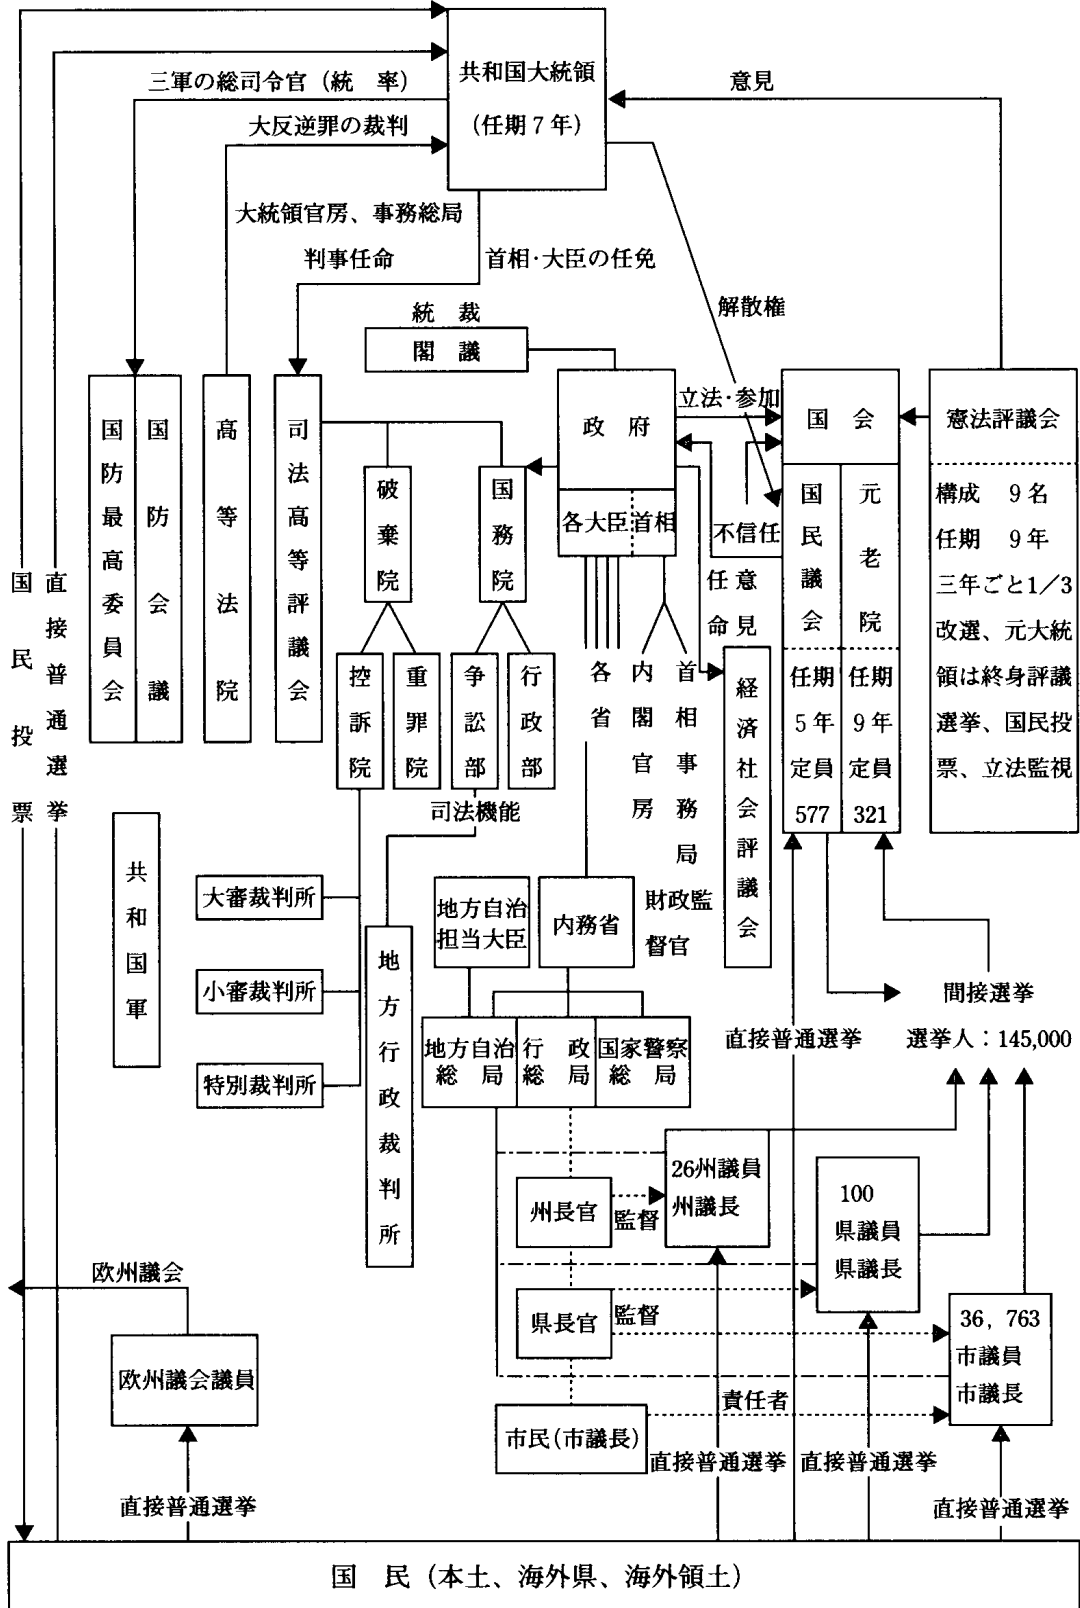 共和国大統領
(任期7年)
三軍の総司令官(統 率)
大反逆罪の裁判
意見
大統領官房、事務総局
判事任命
首相・大臣の任免
解散権
統 裁
閣 議
国防最高委員会
国防会議
高等法院
司法高等評議会
破棄院
国務院
政 府
各大臣
首相
立法・参加
不信任
任命
意見
国 会
国民議会
元老院
任期
5年
定員
577
任期
9年
定員
321
憲法評議会
構成 9名
任期 9年
三年ごと1/3
改選、元大統
領は終身評議
選挙、国民投
票、立法監視
国民投票
直接普通選挙
控訴院
重罪院
争訟部
行政部
司法機能
各省
内閣官房
首相事務局
経済社会評議会
共和国軍
大審裁判所
小審裁判所
特別裁判所
地方行政裁判所
地方自治
担当大臣
内務省
財政監
督官
地方自治
総 局
行 政
総 局
国家警察
総 局
直接普通選挙
間接選挙
選挙人:145,000
州長官
監督
26州議員
州議長
100
県議員
県議長
県長官
監督
36,763
市議員
市議長
市民(市議長)
責任者
欧州議会
欧州議会議員
直接普通選挙
直接普通選挙
直接普通選挙
直接普通選挙
国 民(本土、海外県、海外領土)